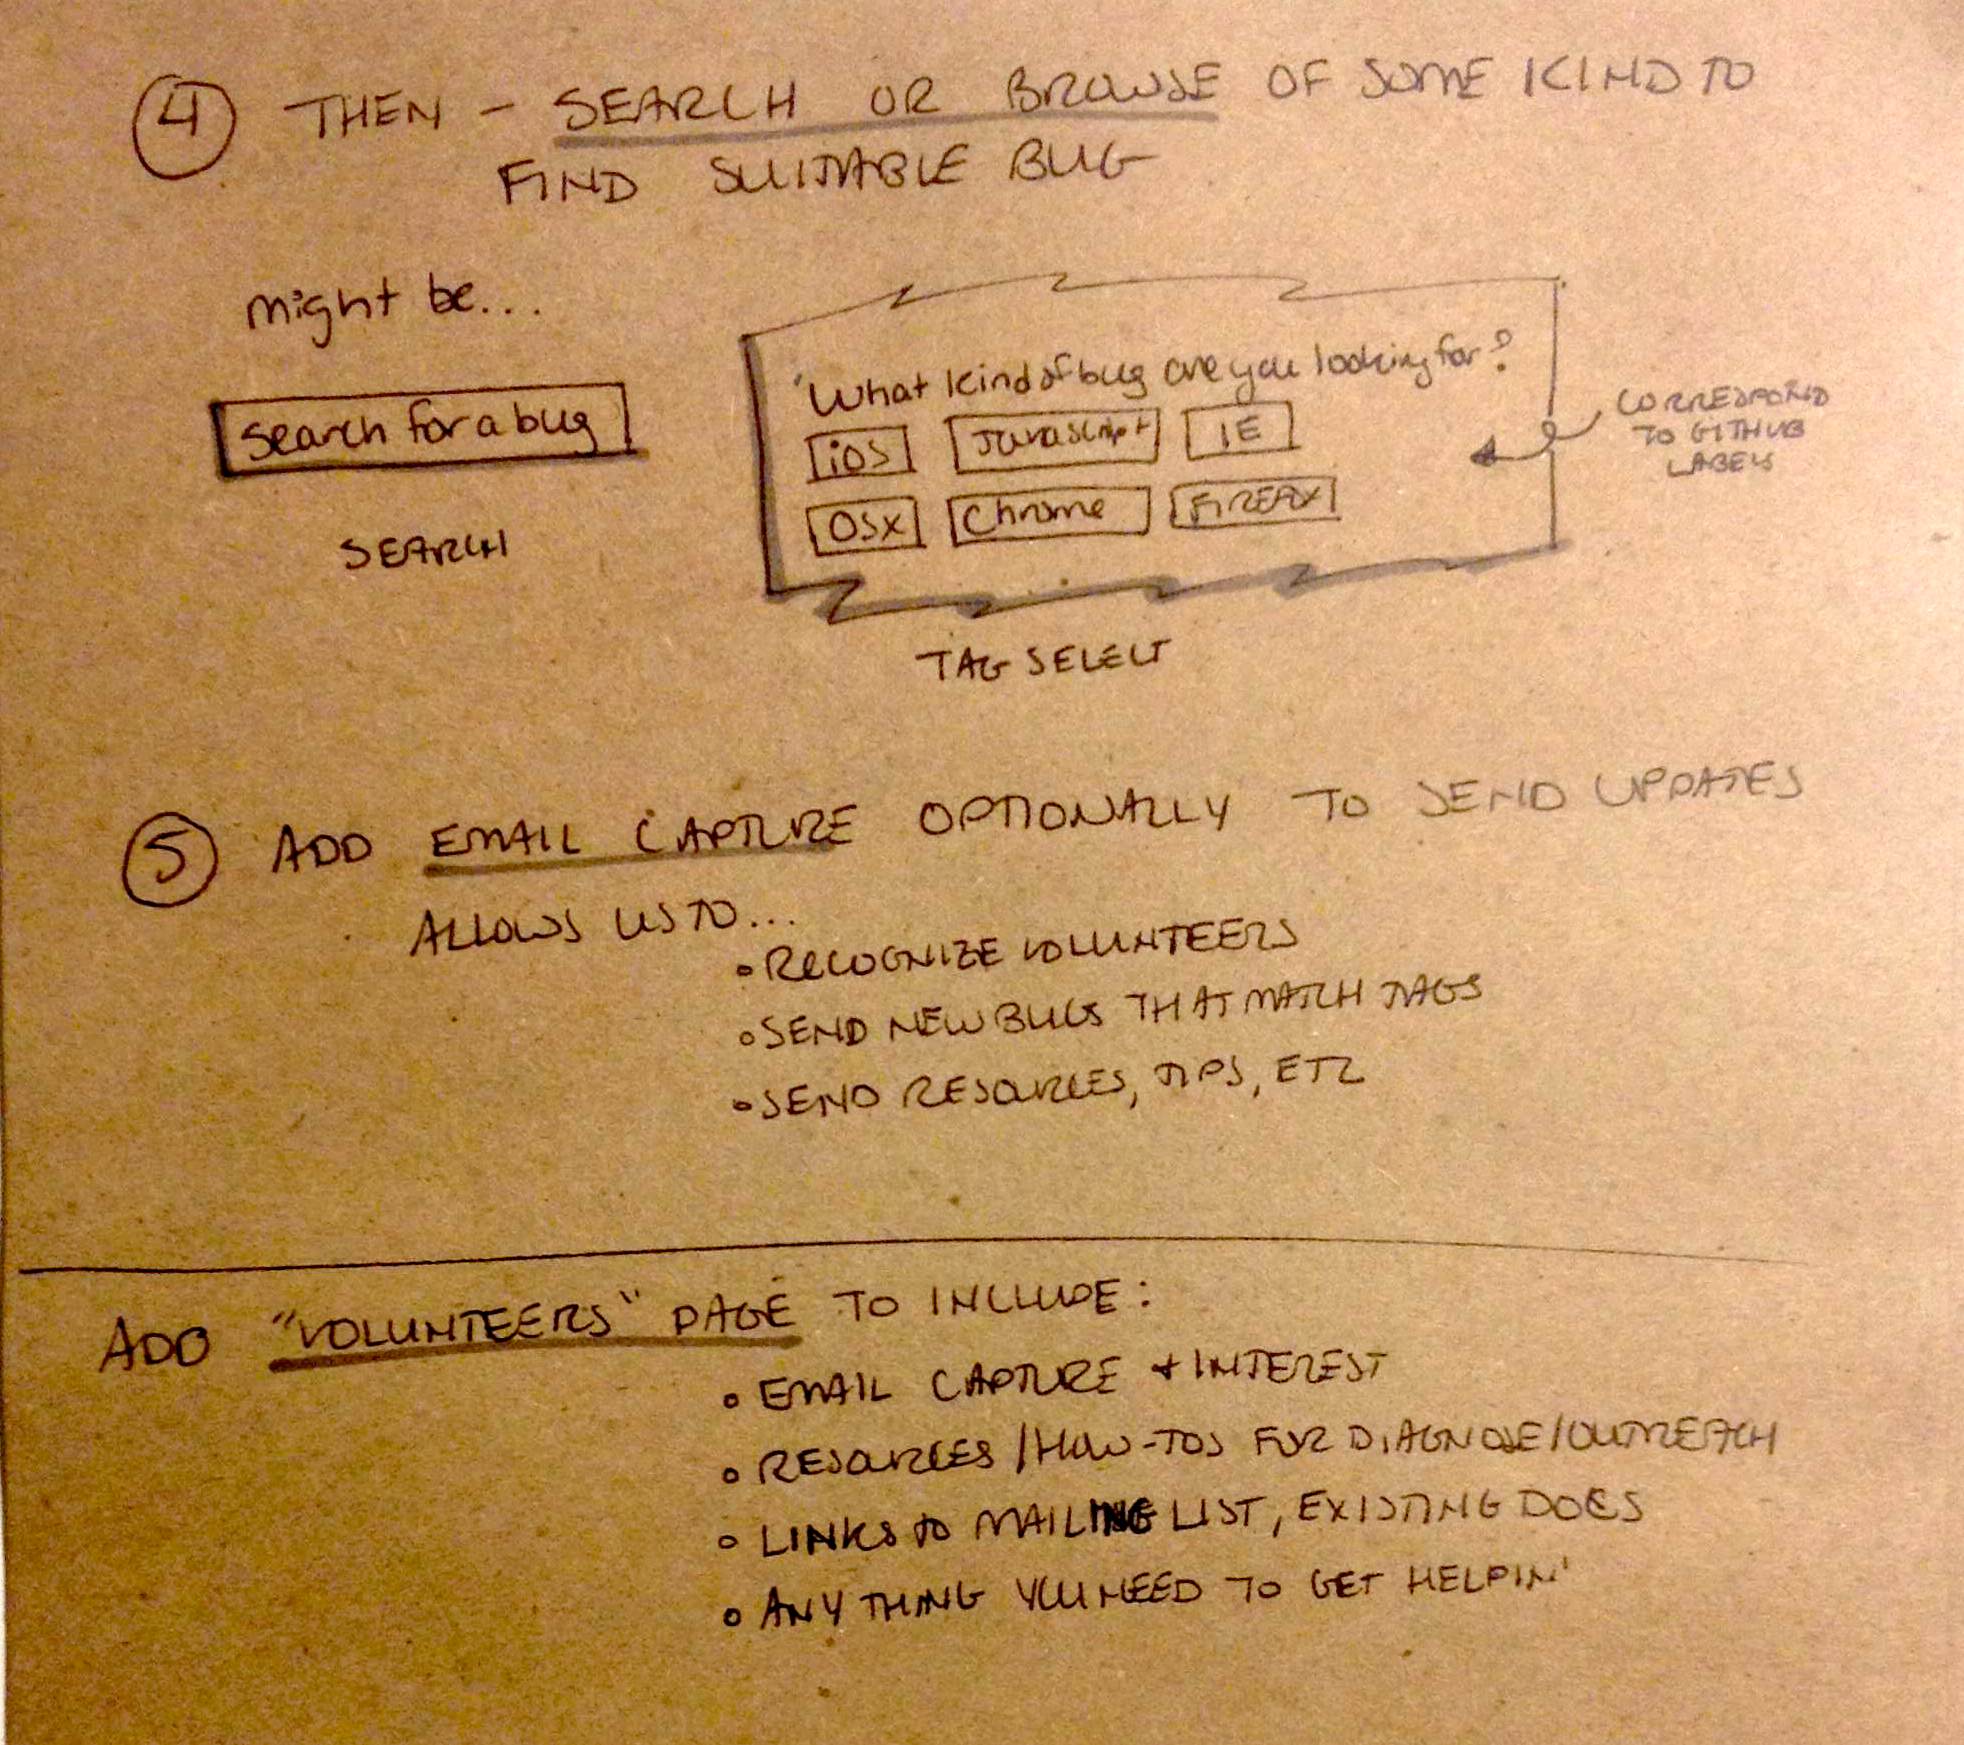 ④ THEN - SEARCH OR BROWSE OF SOME KIND TO
FIND SUITABLE BUG
might be...
Search for a bug
SEARCH
"What kind of bug are you looking for?
iOS Javascript IE
OSX Chrome FIREFOX
CORRESPOND
TO GITHUB
LABELS
TAG SELECT
⑤ ADD EMAIL CAPTURE OPTIONALLY TO SEND UPDATES
ALLOWS US TO...
• RECOGNIZE VOLUNTEERS
• SEND NEW BUGS THAT MATCH TAGS
• SEND RESOURCES, TIPS, ETC
ADD "VOLUNTEERS" PAGE TO INCLUDE:
• EMAIL CAPTURE + INTEREST
• RESOURCES / HOW-TOS FOR DIAGNOSE/OUTREACH
• LINKS to MAILING LIST, EXISTING DOCS
• ANYTHING YOU NEED TO GET HELPIN'